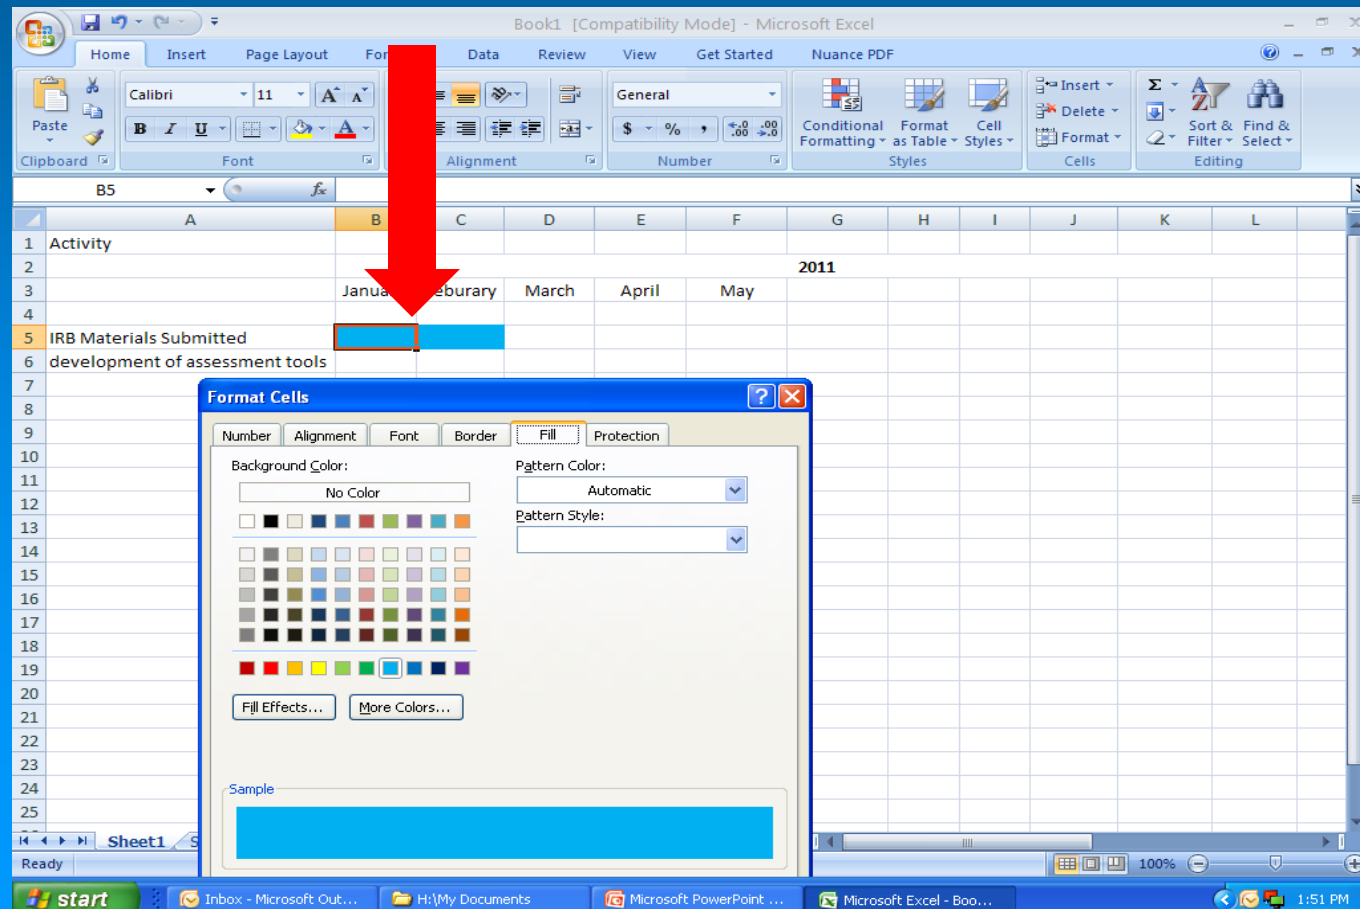 Book1 [Compatibility Mode] - Microsoft Excel
Home Insert Page Layout Data Review View Get Started Nuance PDF
Calibri 11 A A General Σ Insert
Paste Delete
B I U A $ % , .0 .00 .00 .0 Conditional Formatting Format as Table Cell Styles Format Sort & Filter Find & Select
Clipboard Font Alignment Number Styles Cells Editing
B5 fx
A B C D E F G H I J K L
1 Activity
2 2011
3 March April May
4
5 IRB Materials Submitted
6 development of assessment tools
7
Format Cells
8
9 Number Alignment Font Border Fill Protection
10 Background Color: Pattern Color:
11 No Color Automatic
12 Pattern Style:
13
14
15
16
17
18
19
20
21 Fill Effects... More Colors...
22
23
24 Sample
25
Sheet1 S
Ready 100%
start Inbox - Microsoft Out... H:\My Documents Microsoft PowerPoint ... Microsoft Excel - Boo... 1:51 PM